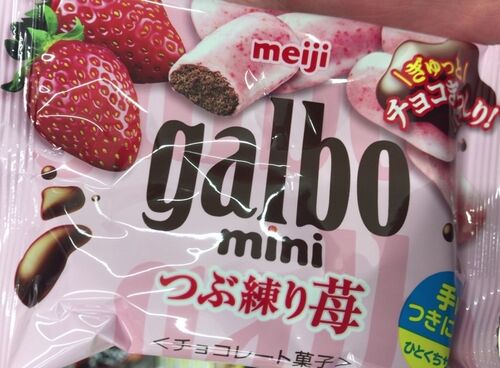 meiji
ぎゅっと
チョコぎっしり!
galbo
mini
つぶ練り苺
<チョコレート菓子>
手
つきに
ひとくちサ